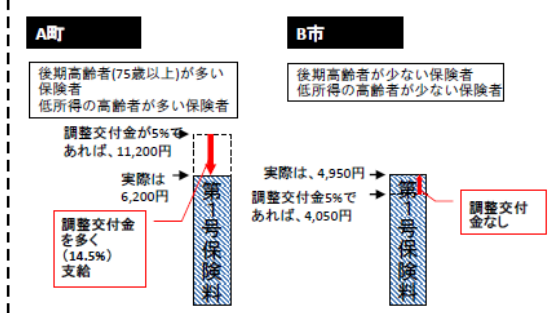 A町
後期高齢者(75歳以上)が多い
保険者
低所得の高齢者が多い保険者
調整交付金が5%で
あれば、11,200円
実際は
6,200円
調整交付金
を多く
（14.5%）
支給
第1号保険料
B市
後期高齢者が少ない保険者
低所得の高齢者が少ない保険者
実際は、4,950円
調整交付金5%で
あれば、4,050円
第1号保険料
調整交付
金なし